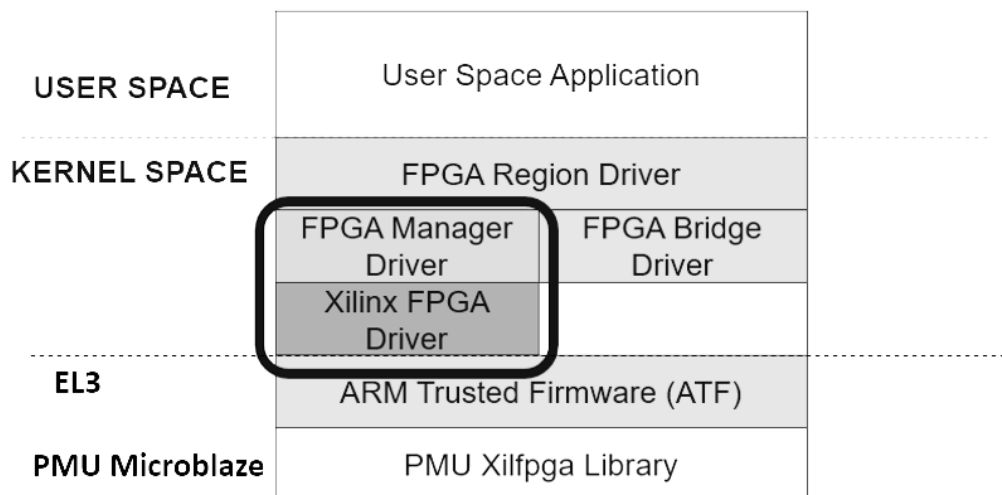 User Space Application
USER SPACE
KERNEL SPACE
FPGA Region Driver
FPGA Manager
Driver
FPGA Bridge
Driver
Xilinx FPGA
Driver
EL3
ARM Trusted Firmware (ATF)
PMU Microblaze
PMU Xilfpga Library